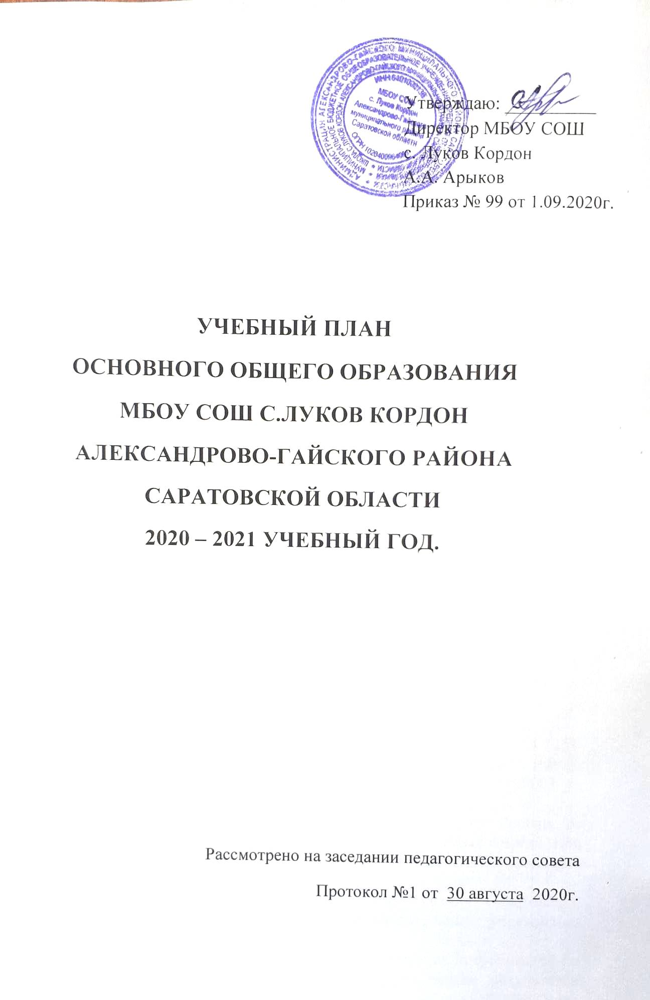 Утверждаю:
Директор МБОУ СОШ
с. Луков Кордон
А.А. Арыков
Приказ № 99 от 1.09.2020г.
МБОУ СОШ
с. Луков Кордон
Александрово-Гайского
муниципального района
Саратовской области
УЧЕБНЫЙ ПЛАН
ОСНОВНОГО ОБЩЕГО ОБРАЗОВАНИЯ
МБОУ СОШ С.ЛУКОВ КОРДОН
АЛЕКСАНДРОВО-ГАЙСКОГО РАЙОНА
САРАТОВСКОЙ ОБЛАСТИ
2020 – 2021 УЧЕБНЫЙ ГОД.
Рассмотрено на заседании педагогического совета
Протокол №1 от 30 августа 2020г.